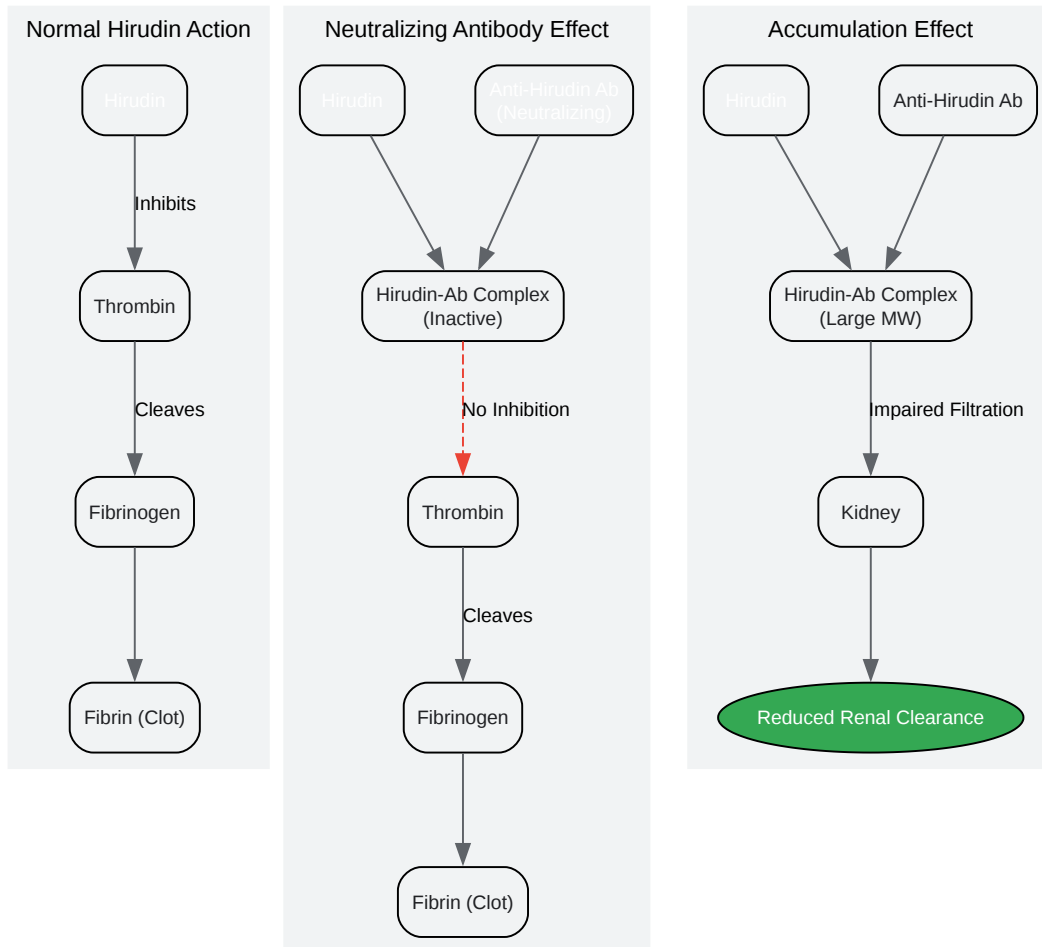 Normal Hirudin Action
Hirudin
Inhibits
Thrombin
Cleaves
Fibrinogen
Fibrin (Clot)
Neutralizing Antibody Effect
Hirudin
Anti-Hirudin Ab
(Neutralizing)
Hirudin-Ab Complex
(Inactive)
No Inhibition
Thrombin
Cleaves
Fibrinogen
Fibrin (Clot)
Accumulation Effect
Hirudin
Anti-Hirudin Ab
Hirudin-Ab Complex
(Large MW)
Impaired Filtration
Kidney
Reduced Renal Clearance